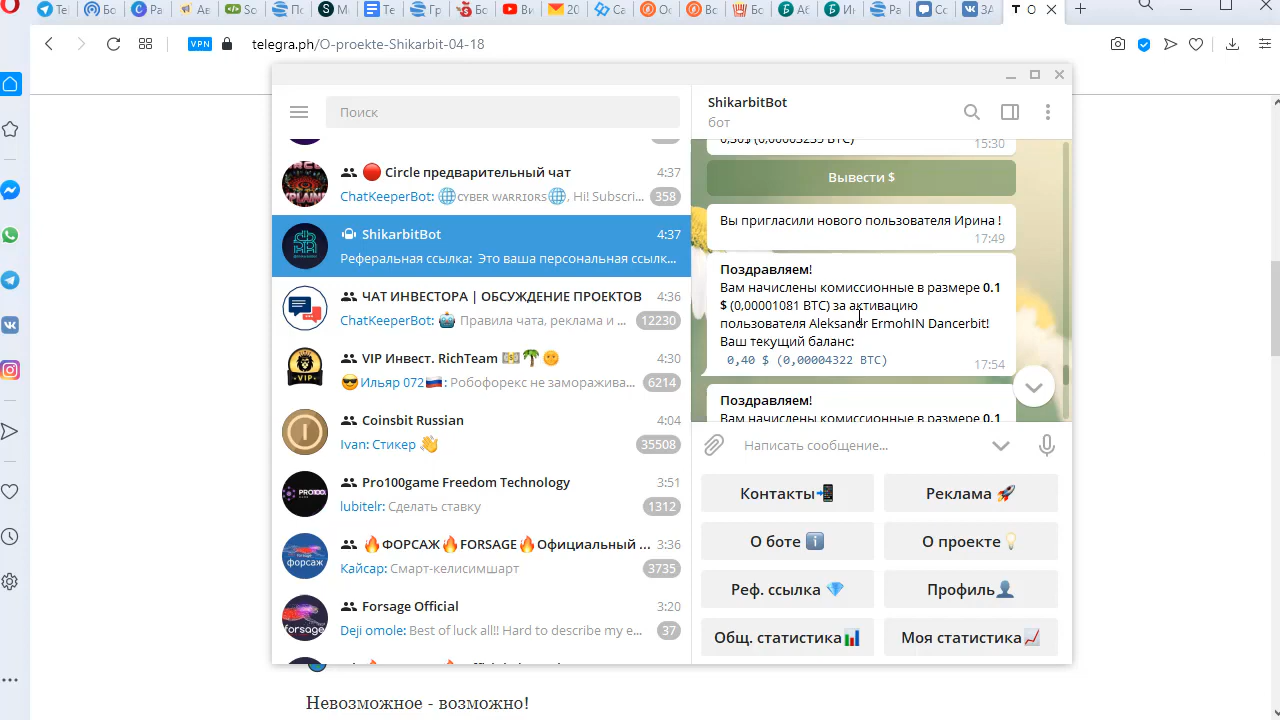 VPN
telegra.ph/O-proekte-Shikarbit-04-18
Поиск
Circle предварительный чат
4:37
ChatKeeperBot: 🌐CYBER WARRIORS🌐, Hi! Subscri...
358
ShikarbitBot
4:37
Реферальная ссылка: Это ваша персональная ссылк...
ЧАТ ИНВЕСТОРА | ОБСУЖДЕНИЕ ПРОЕКТОВ
4:36
ChatKeeperBot: 🤖 Правила чата, реклама и ...
12230
VIP Инвест. RichTeam
4:30
Ильяр 072🇷🇺: Робофорекс не заморажива...
6214
Coinsbit Russian
4:04
Ivan: Стикер 👋
35508
Pro100game Freedom Technology
3:51
lubitelr: Сделать ставку
1312
🔥ФОРСАЖ🔥FORSAGE🔥Официальный ...
3:36
Кайсар: Смарт-келисимшарт
3735
Forsage Official
3:20
Deji omole: Best of luck all!! Hard to describe my e...
37
ShikarbitBot
бот
15:30
Вывести $
Вы пригласили нового пользователя Ирина !
17:49
Поздравляем!
Вам начислены комиссионные в размере 0.1
$ (0.00001081 BTC) за активацию
пользователя Aleksandr ErmohIN Dancerbit!
Ваш текущий баланс:
0,40 $ (0,00004322 BTC)
17:54
Поздравляем!
Вам начислены комиссионные в размере 0.1
Написать сообщение...
Контакты📲
Реклама 🚀
О боте ℹ️
О проекте💡
Реф. ссылка 💎
Профиль👤
Общ. статистика📊
Моя статистика📈
Невозможное - возможно!